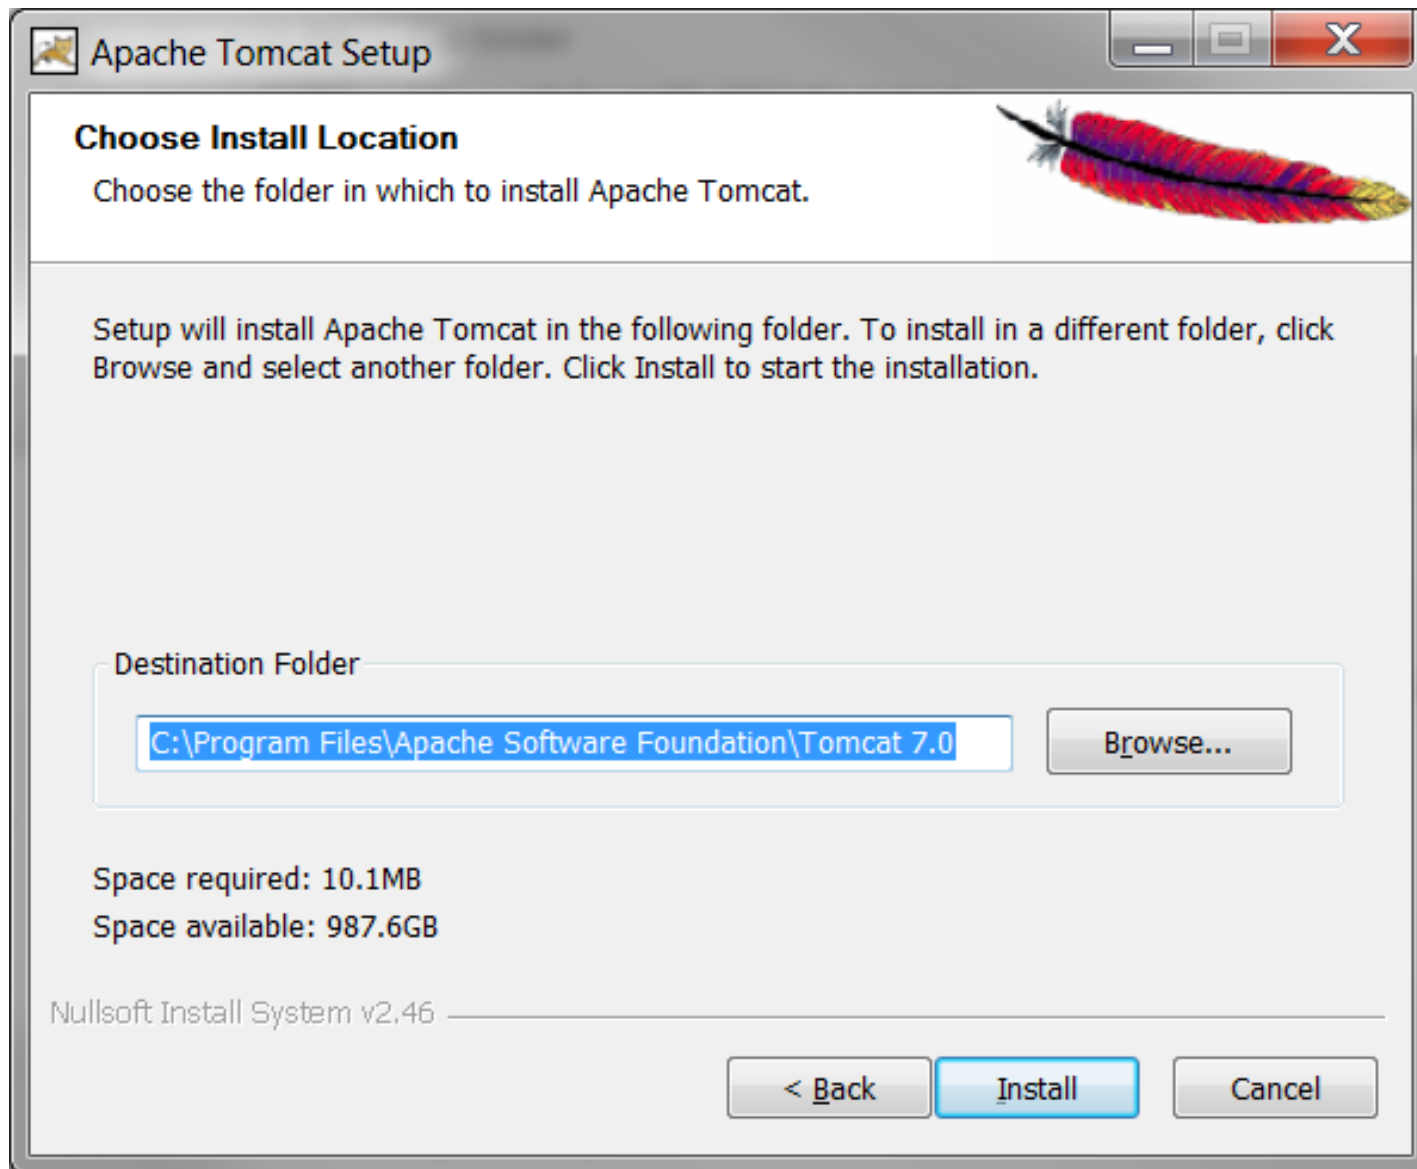 Apache Tomcat Setup
Choose Install Location
Choose the folder in which to install Apache Tomcat.
Setup will install Apache Tomcat in the following folder. To install in a different folder, click
Browse and select another folder. Click Install to start the installation.
Destination Folder
C:\Program Files\Apache Software Foundation\Tomcat 7.0
Browse...
Space required: 10.1MB
Space available: 987.6GB
Nullsoft Install System v2.46
< Back
Install
Cancel